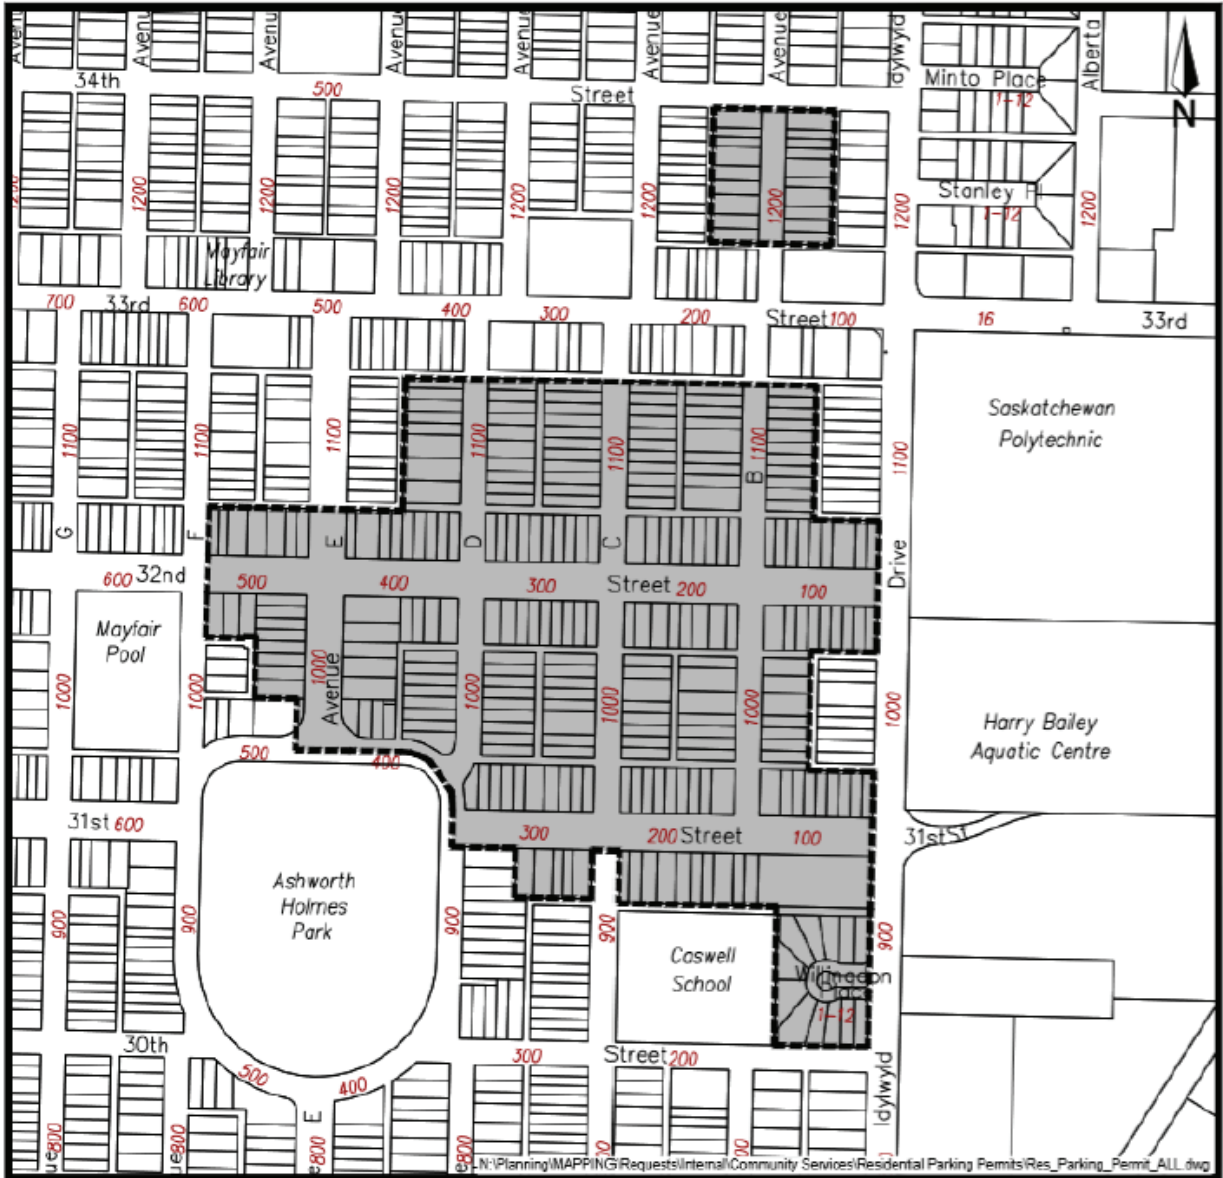 Avenue
Avenue
Avenue
Avenue
Avenue
Avenue
Avenue
Idylwyld
Alberta
34th
500
Street
Minto Place
1-12
N
1200
1200
1200
1200
1200
1200
1200
1200
1200
Stanley Pl
1-12
Mayfair
Library
700
33rd
600
500
400
300
200
Street
100
16
33rd
1100
1100
1100
1100
1100
1100
1100
Saskatchewan
Polytechnic
B
G
F
E
D
C
Drive
600
32nd
500
400
300
Street
200
100
Mayfair
Pool
1000
1000
1000
Avenue
1000
1000
1000
1000
Harry Bailey
Aquatic Centre
500
400
31st
600
300
200
Street
100
31st St
Ashworth
Holmes
Park
900
900
900
900
900
Caswell
School
Willingdon
Place
1-12
30th
500
400
300
Street
200
Idylwyld
E
800
800
800
800
N:\Planning\MAPPING\Requests\Internal\Community Services\Residential Parking Permits\Res_Parking_Permit_ALL.dwg